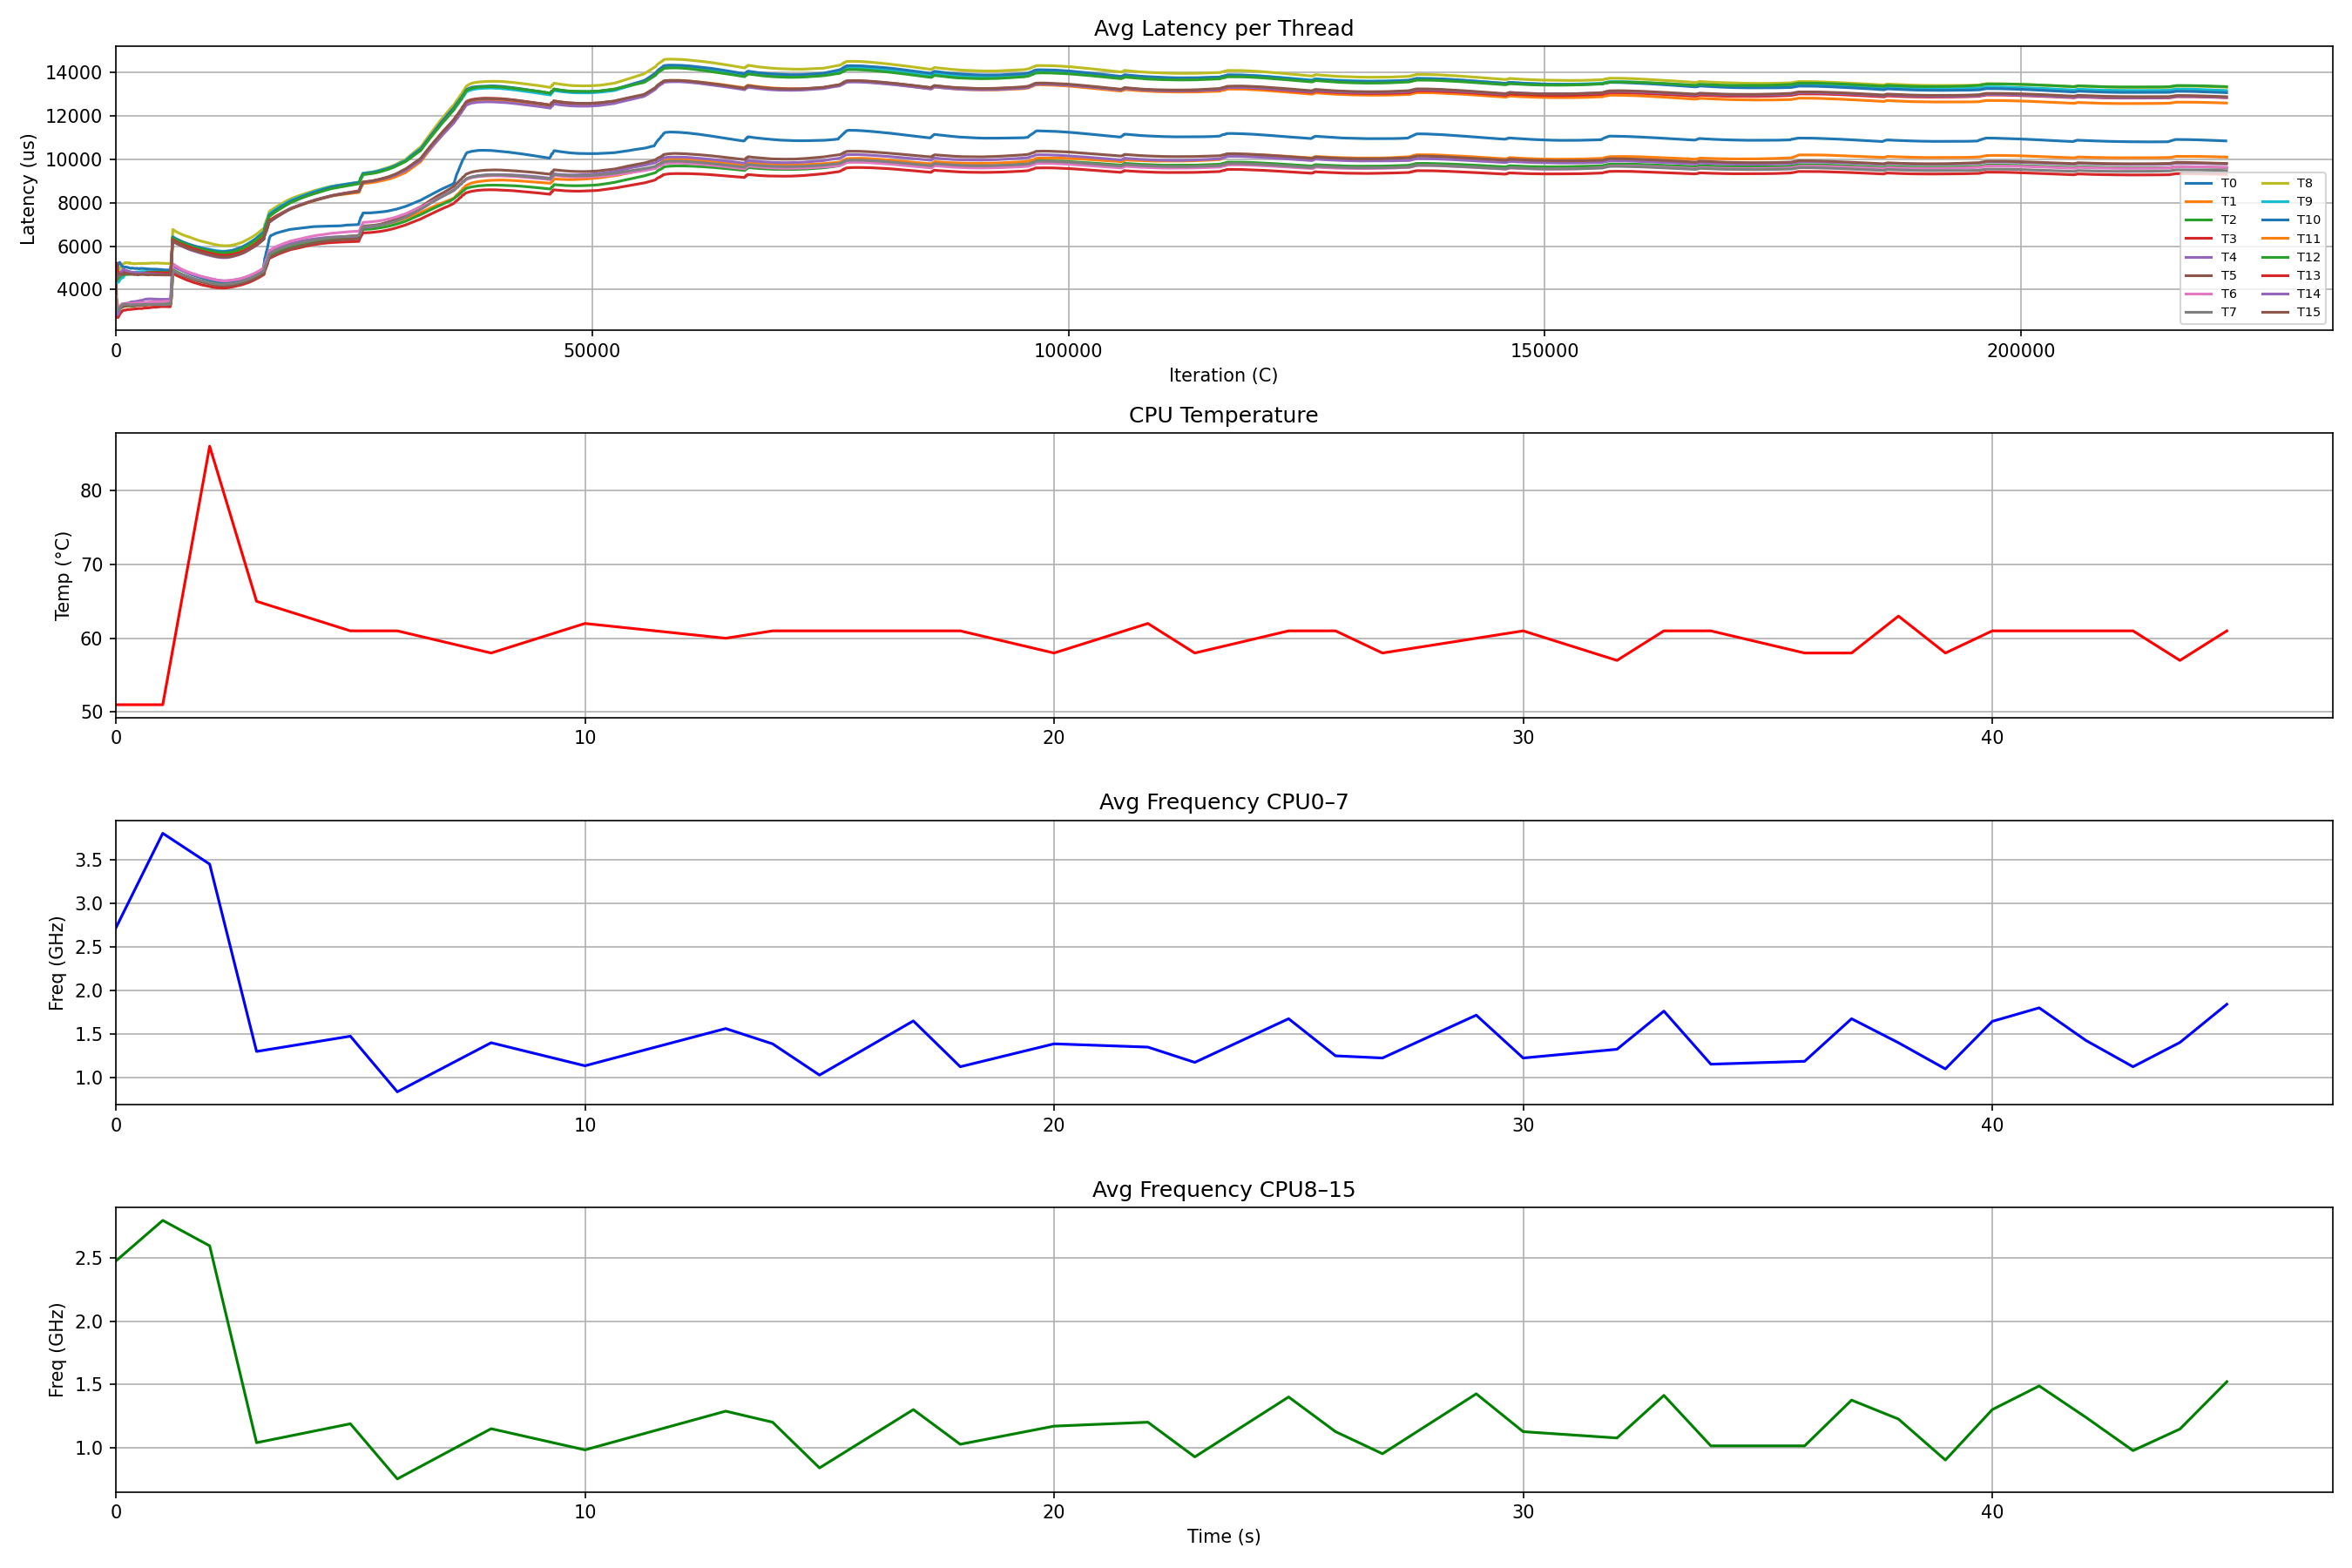 Avg Latency per Thread
14000
12000
10000
8000
6000
4000
Latency (us)
T0 T8
T1 T9
T2 T10
T3 T11
T4 T12
T5 T13
T6 T14
T7 T15
0 50000 100000 150000 200000
Iteration (C)
CPU Temperature
80
70
60
50
Temp (°C)
0 10 20 30 40
Avg Frequency CPU0–7
3.5
3.0
2.5
2.0
1.5
1.0
Freq (GHz)
0 10 20 30 40
Avg Frequency CPU8–15
2.5
2.0
1.5
1.0
Freq (GHz)
0 10 20 30 40
Time (s)